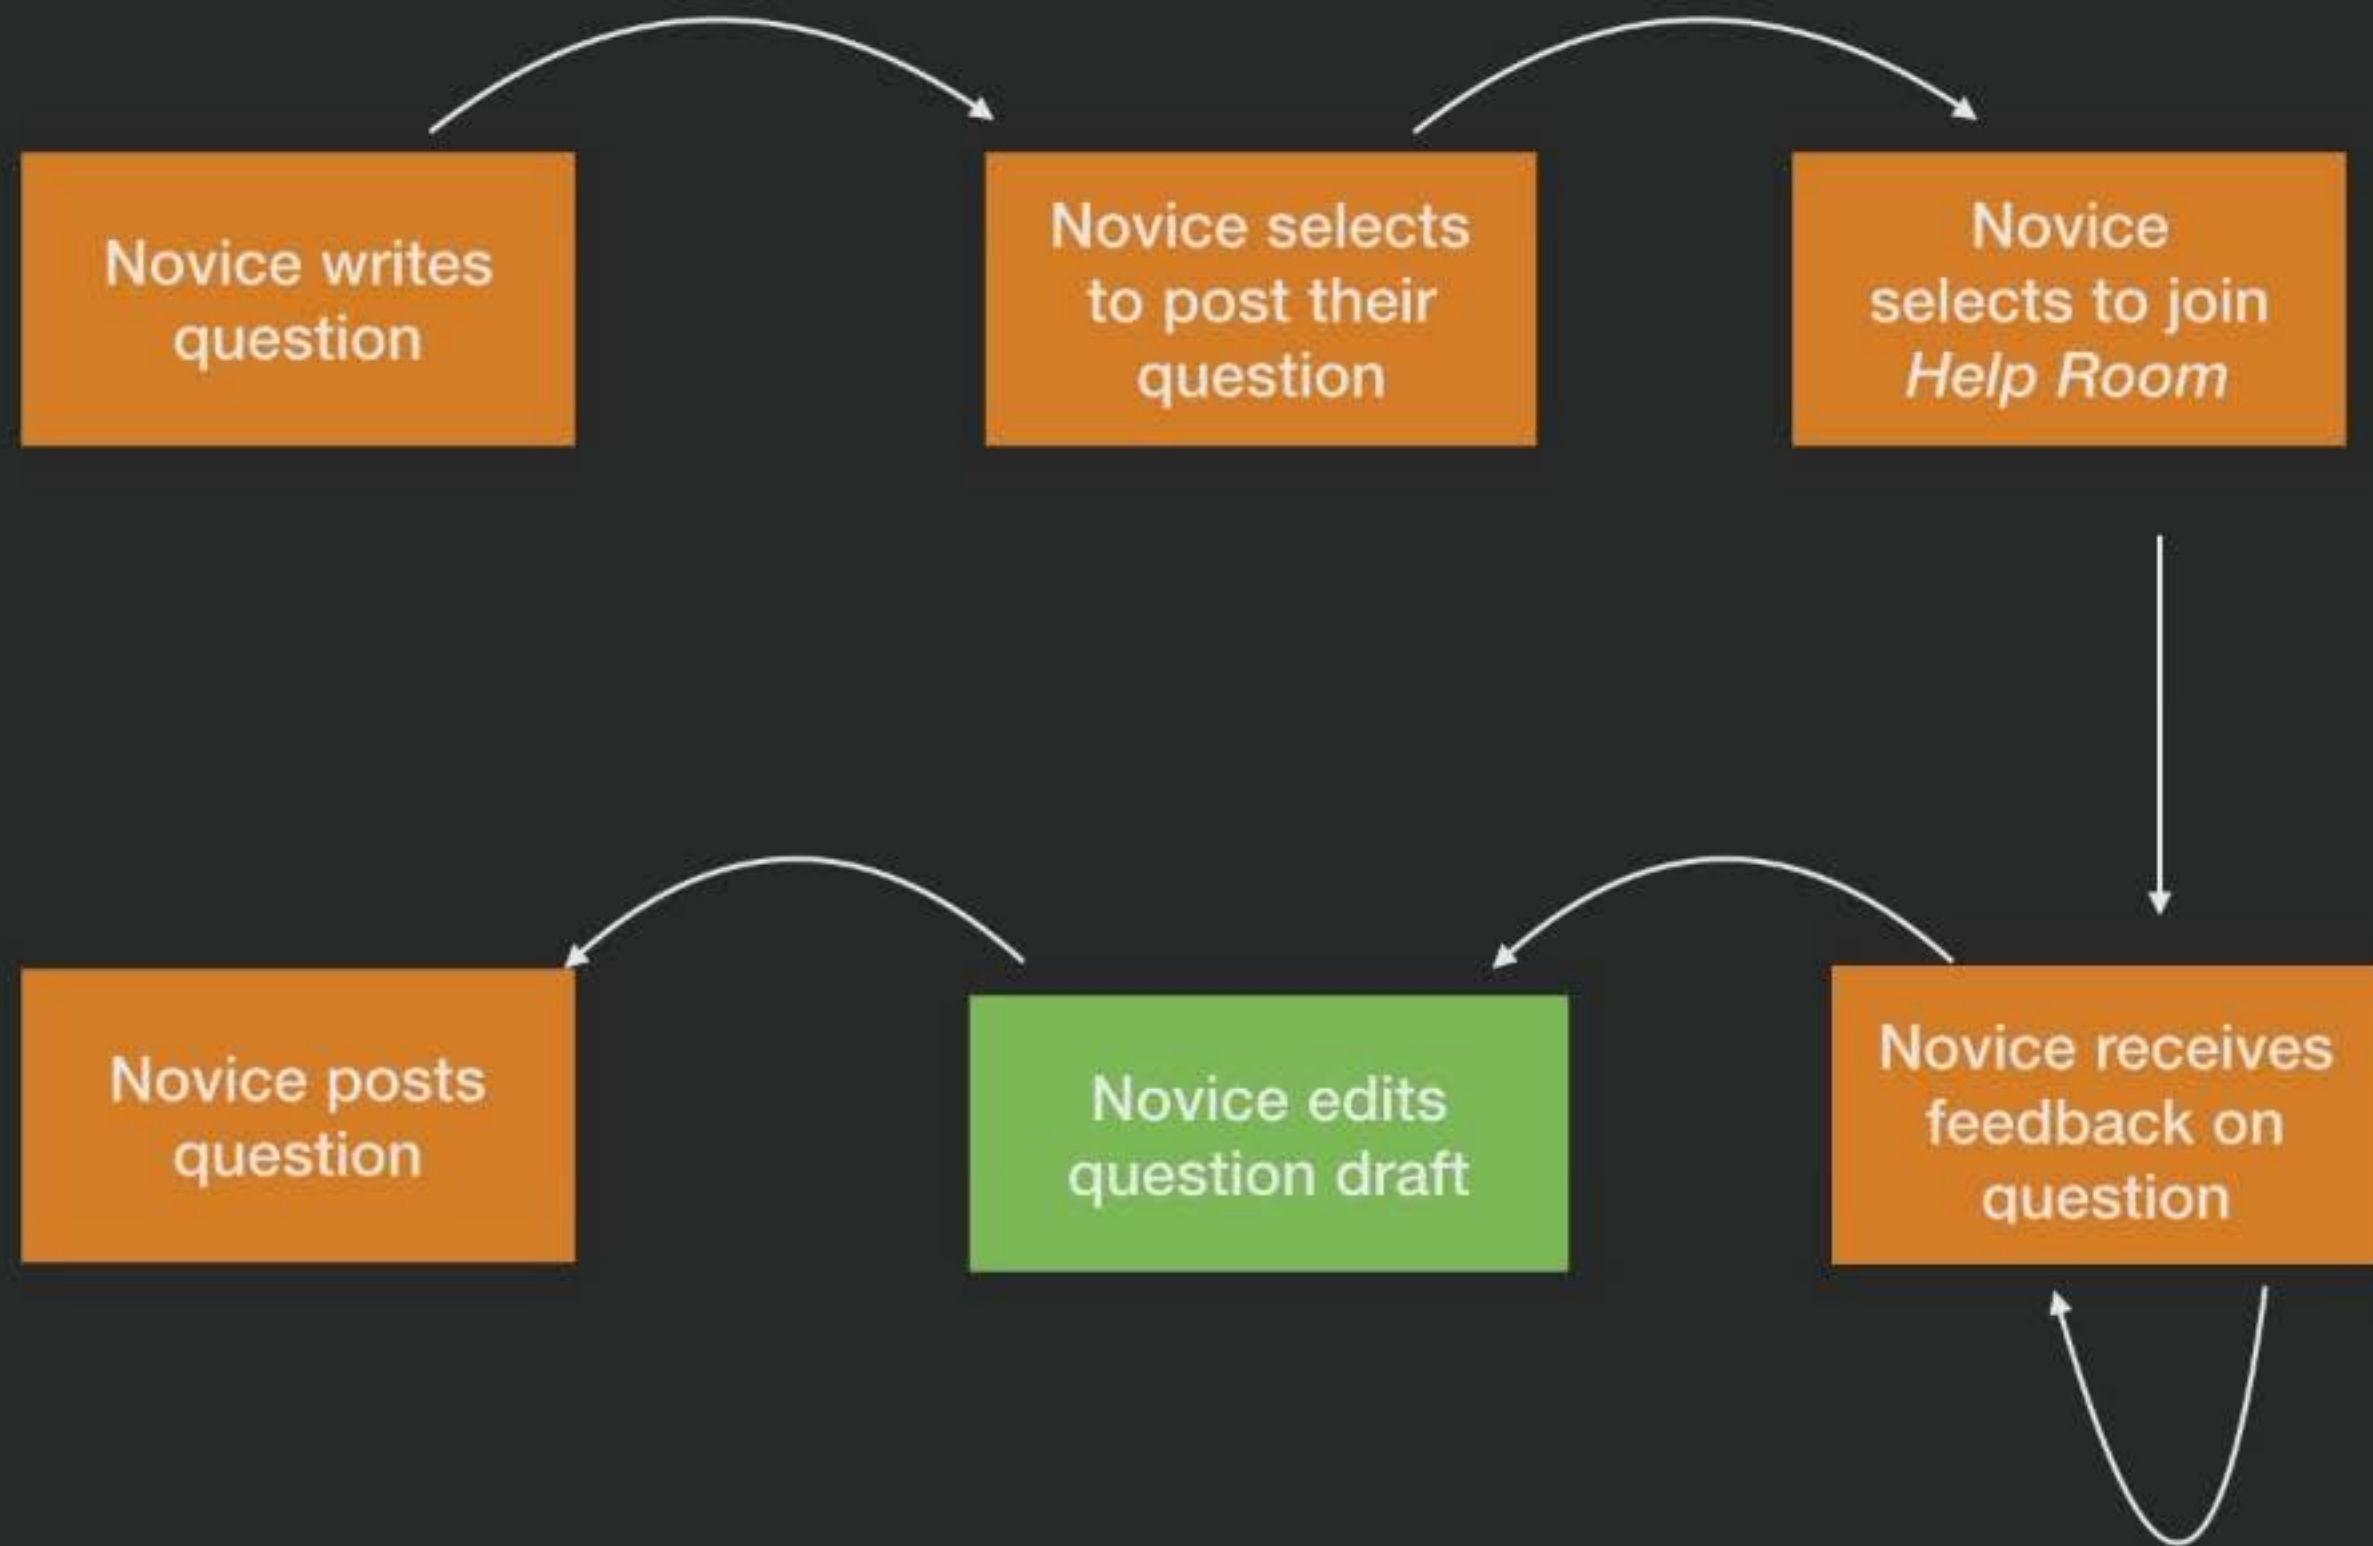 Novice writes
question
Novice selects
to post their
question
Novice
selects to join
Help Room
Novice receives
feedback on
question
Novice edits
question draft
Novice posts
question